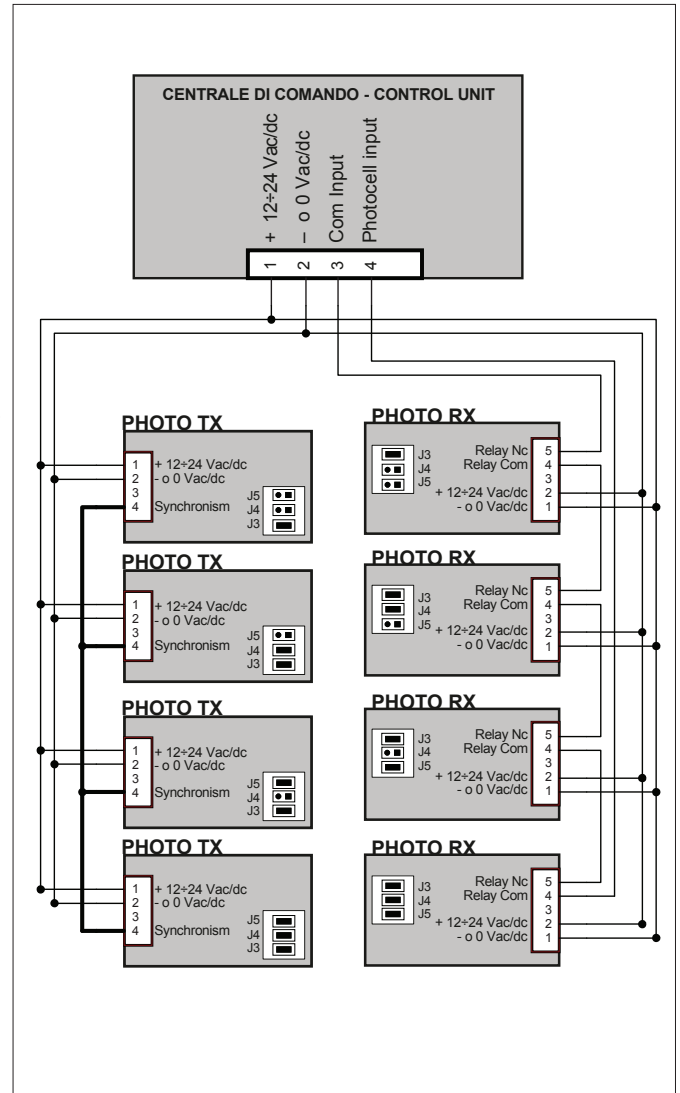 CENTRALE DI COMANDO - CONTROL UNIT
+ 12÷24 Vac/dc
– o 0 Vac/dc
Com Input
Photocell input
1
2
3
4
PHOTO TX
1 + 12÷24 Vac/dc
2 - o 0 Vac/dc
3
4 Synchronism
J5
J4
J3
PHOTO RX
J3
J4
J5
Relay Nc 5
Relay Com 4
3
+ 12÷24 Vac/dc 2
- o 0 Vac/dc 1
PHOTO TX
1 + 12÷24 Vac/dc
2 - o 0 Vac/dc
3
4 Synchronism
J5
J4
J3
PHOTO RX
J3
J4
J5
Relay Nc 5
Relay Com 4
3
+ 12÷24 Vac/dc 2
- o 0 Vac/dc 1
PHOTO TX
1 + 12÷24 Vac/dc
2 - o 0 Vac/dc
3
4 Synchronism
J5
J4
J3
PHOTO RX
J3
J4
J5
Relay Nc 5
Relay Com 4
3
+ 12÷24 Vac/dc 2
- o 0 Vac/dc 1
PHOTO TX
1 + 12÷24 Vac/dc
2 - o 0 Vac/dc
3
4 Synchronism
J5
J4
J3
PHOTO RX
J3
J4
J5
Relay Nc 5
Relay Com 4
3
+ 12÷24 Vac/dc 2
- o 0 Vac/dc 1